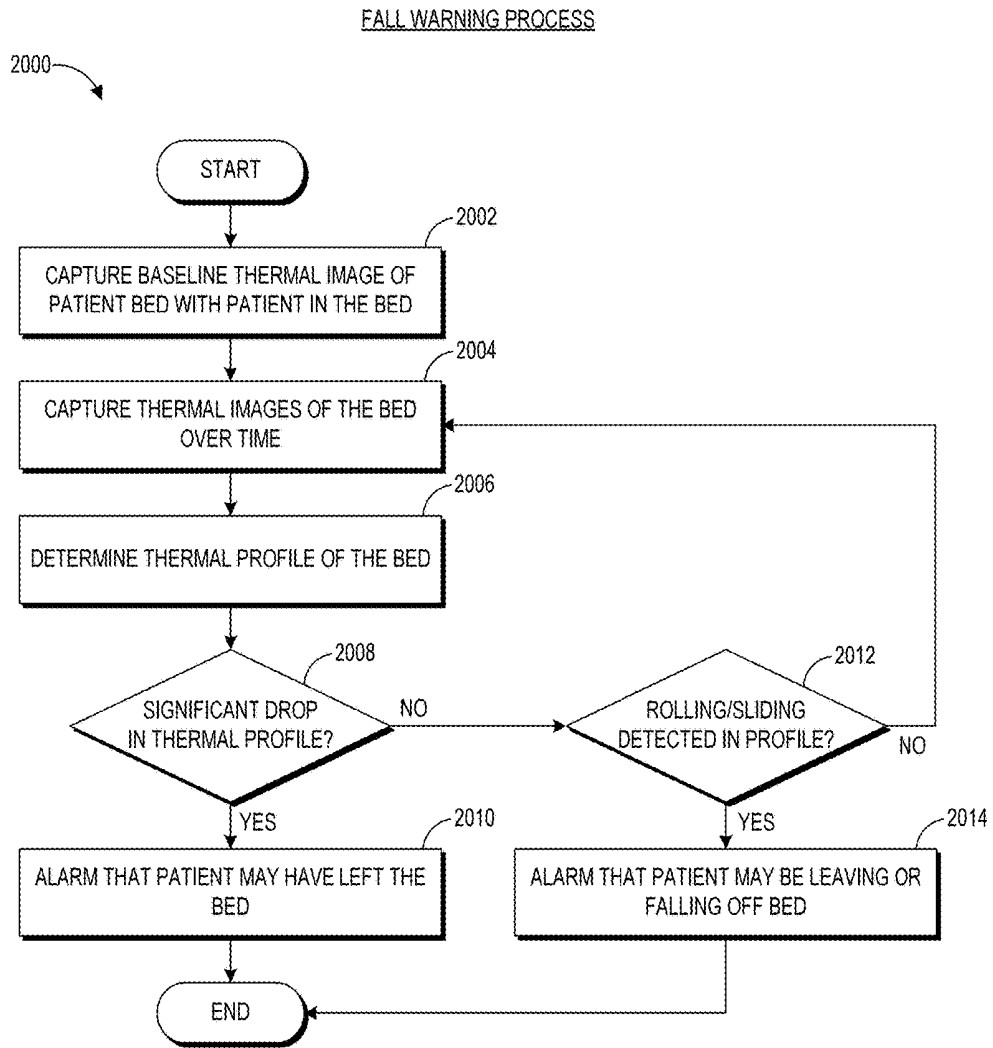 FALL WARNING PROCESS
2000
START
2002
CAPTURE BASELINE THERMAL IMAGE OF
PATIENT BED WITH PATIENT IN THE BED
2004
CAPTURE THERMAL IMAGES OF THE BED
OVER TIME
2006
DETERMINE THERMAL PROFILE OF THE BED
2008
SIGNIFICANT DROP
IN THERMAL PROFILE?
NO
2012
ROLLING/SLIDING
DETECTED IN PROFILE?
NO
YES
2010
ALARM THAT PATIENT MAY HAVE LEFT THE
BED
YES
2014
ALARM THAT PATIENT MAY BE LEAVING OR
FALLING OFF BED
END